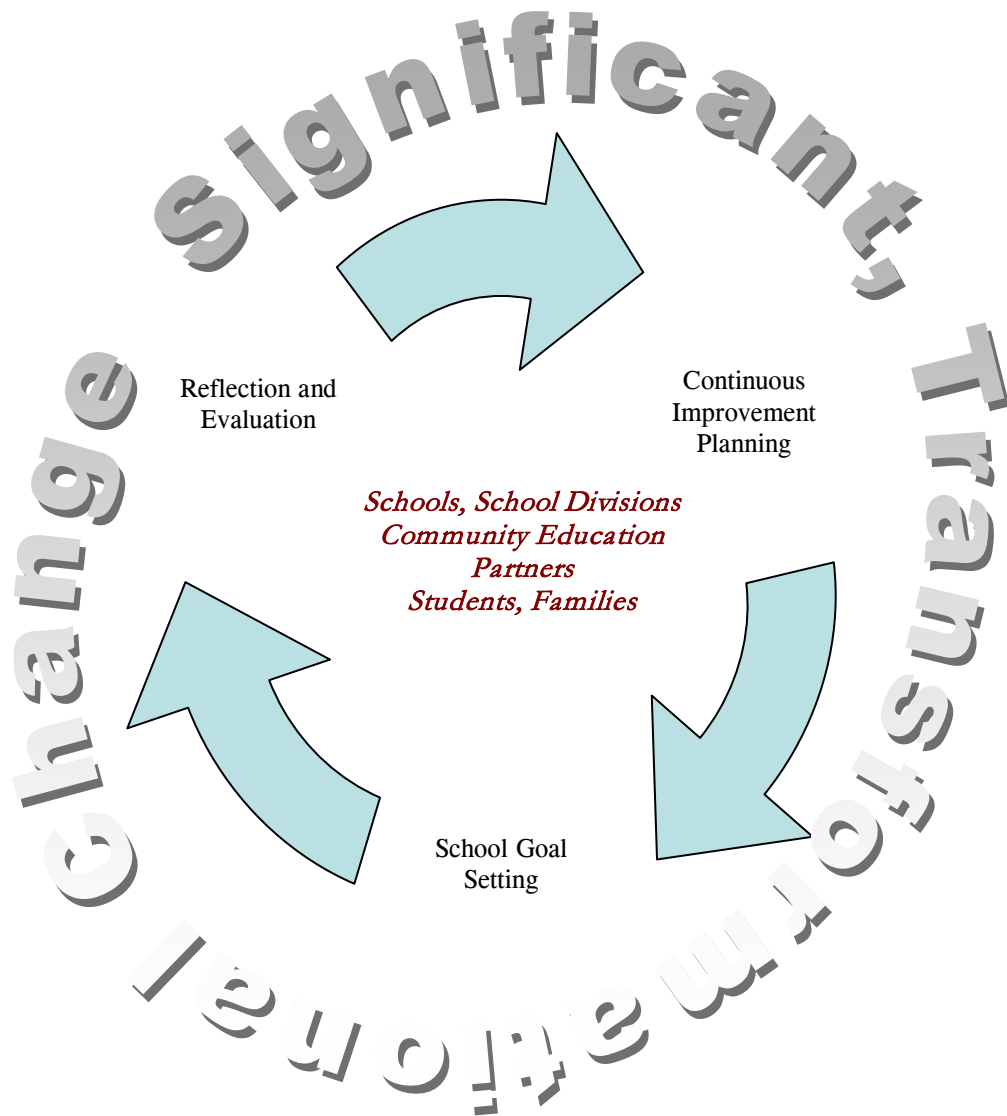 Significant, Transformational Change
Reflection and
Evaluation
Continuous
Improvement
Planning
Schools, School Divisions
Community Education
Partners
Students, Families
School Goal
Setting